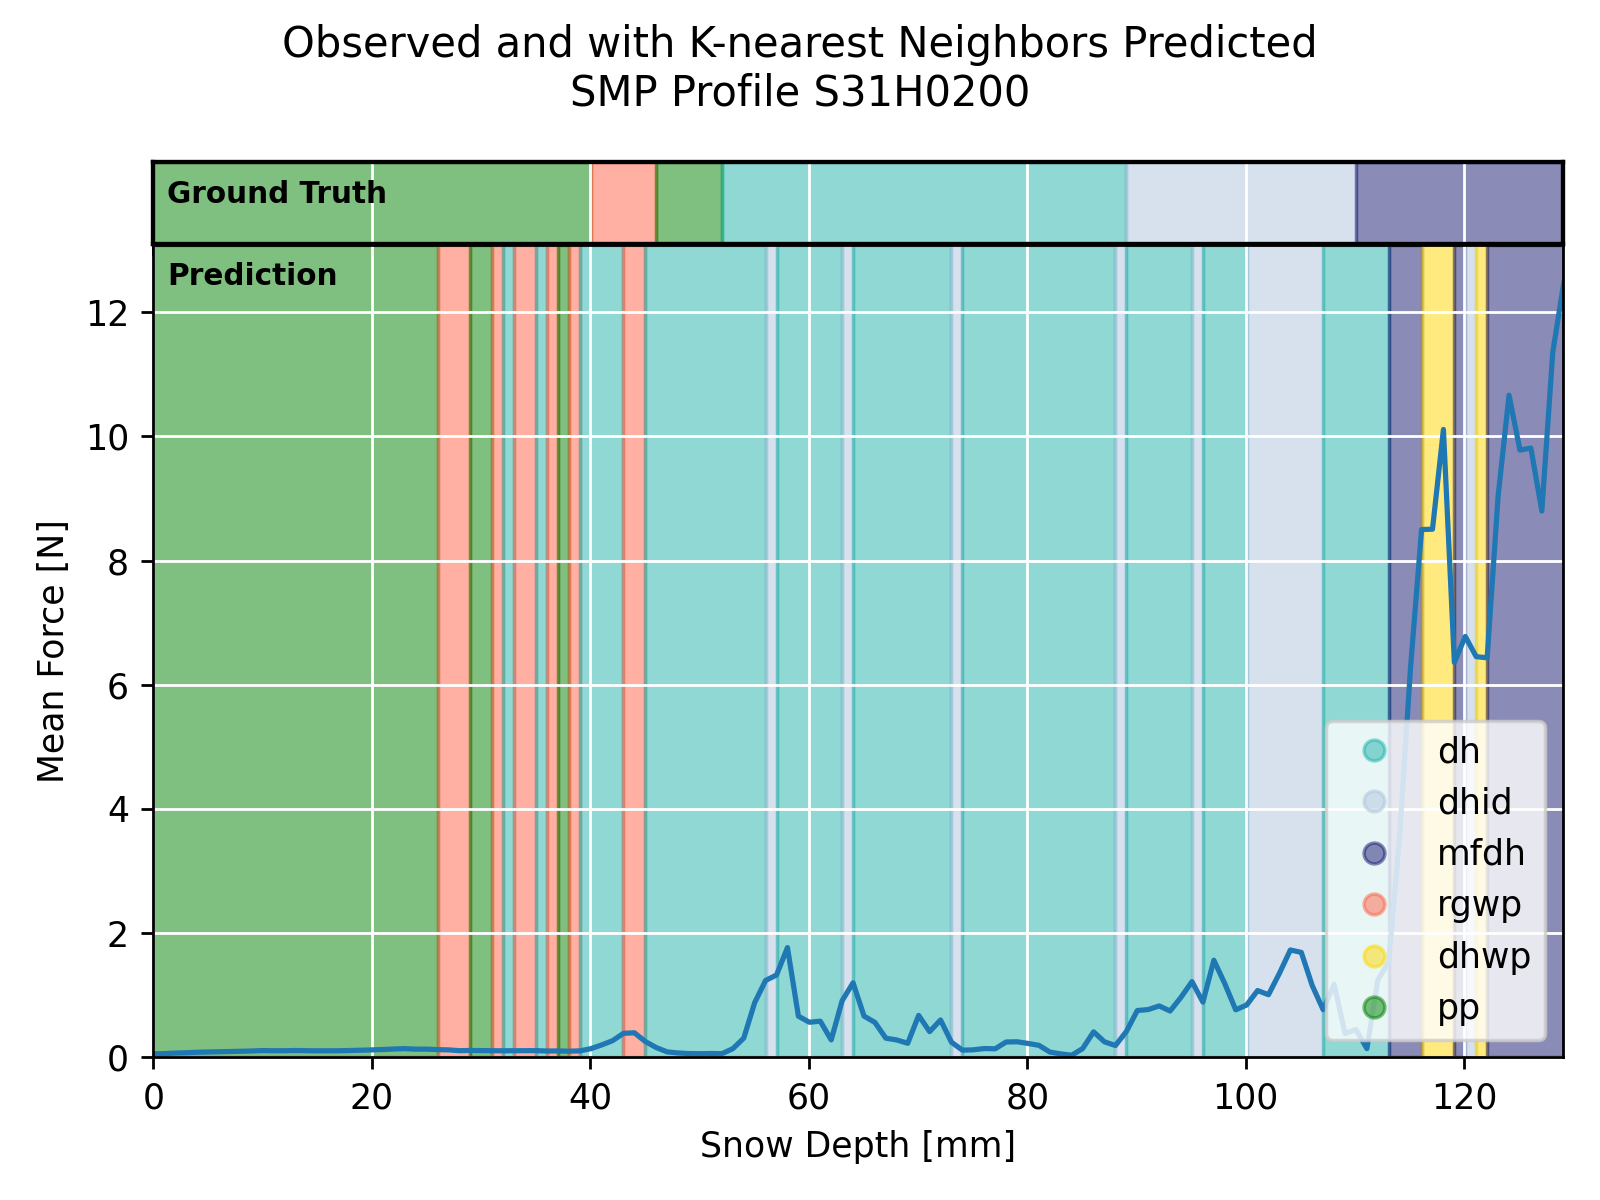 Observed and with K-nearest Neighbors Predicted
SMP Profile S31H0200
Ground Truth
Prediction
12
10
8
6
4
2
0
Mean Force [N]
dh
dhid
mfdh
rgwp
dhwp
pp
0 20 40 60 80 100 120
Snow Depth [mm]